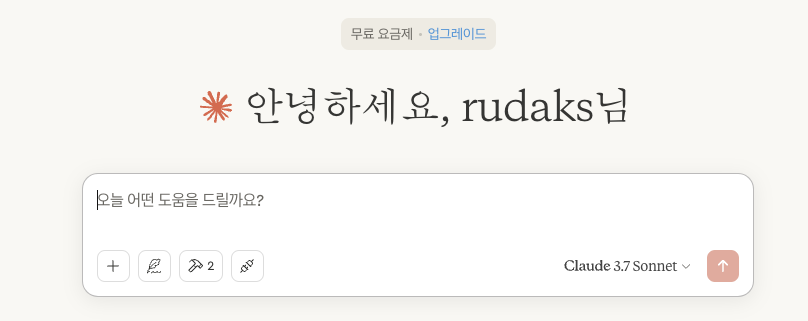 무료 요금제 • 업그레이드
안녕하세요, rudaks님
오늘 어떤 도움을 드릴까요?
2
Claude 3.7 Sonnet